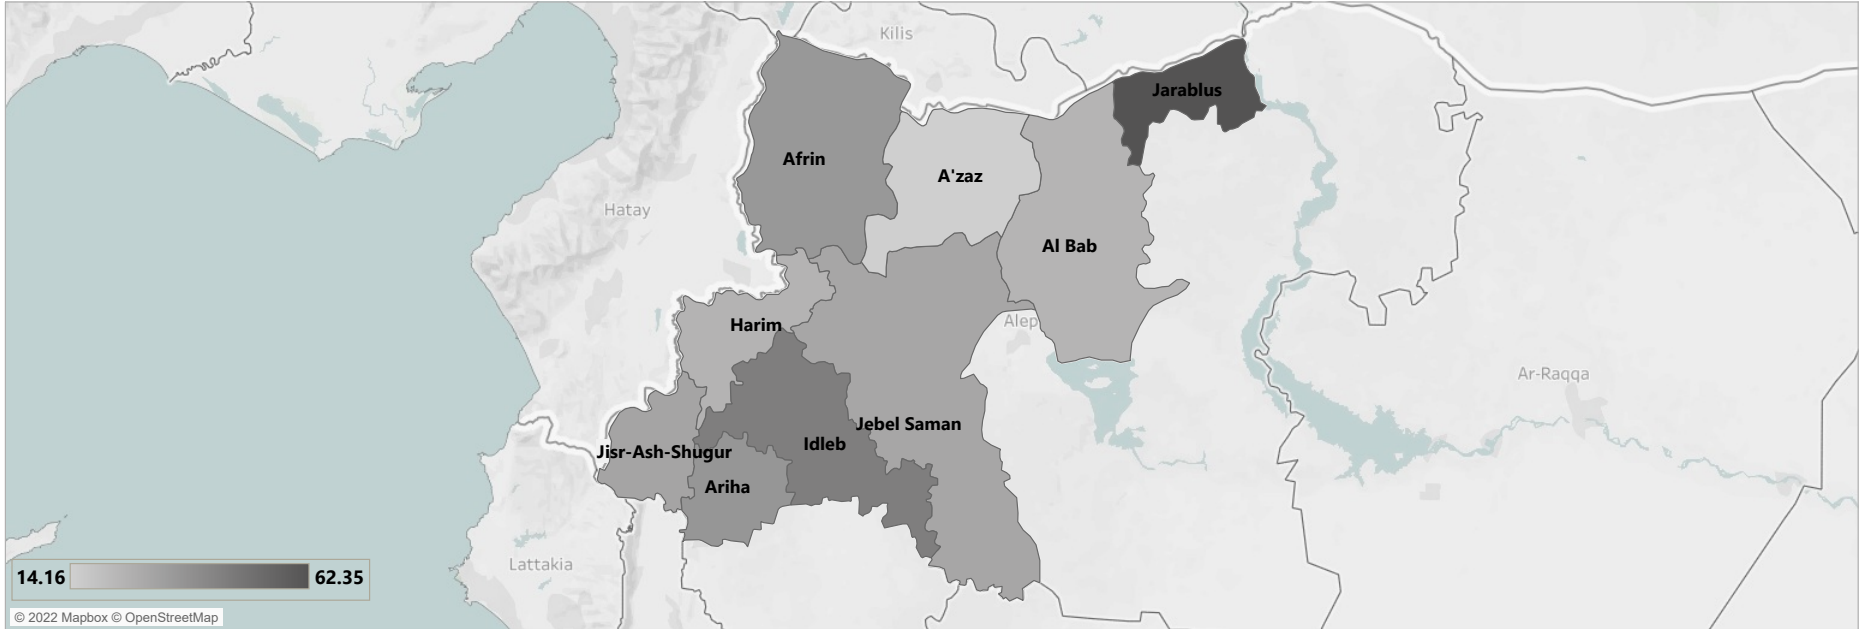 Kilis
Jarablus
Afrin
A'zaz
Hatay
Al Bab
Harim
Alep
Ar-Raqqa
Jebel Saman
Idleb
Jisr-Ash-Shugur
Ariha
Lattakia
14.16
62.35
© 2022 Mapbox © OpenStreetMap